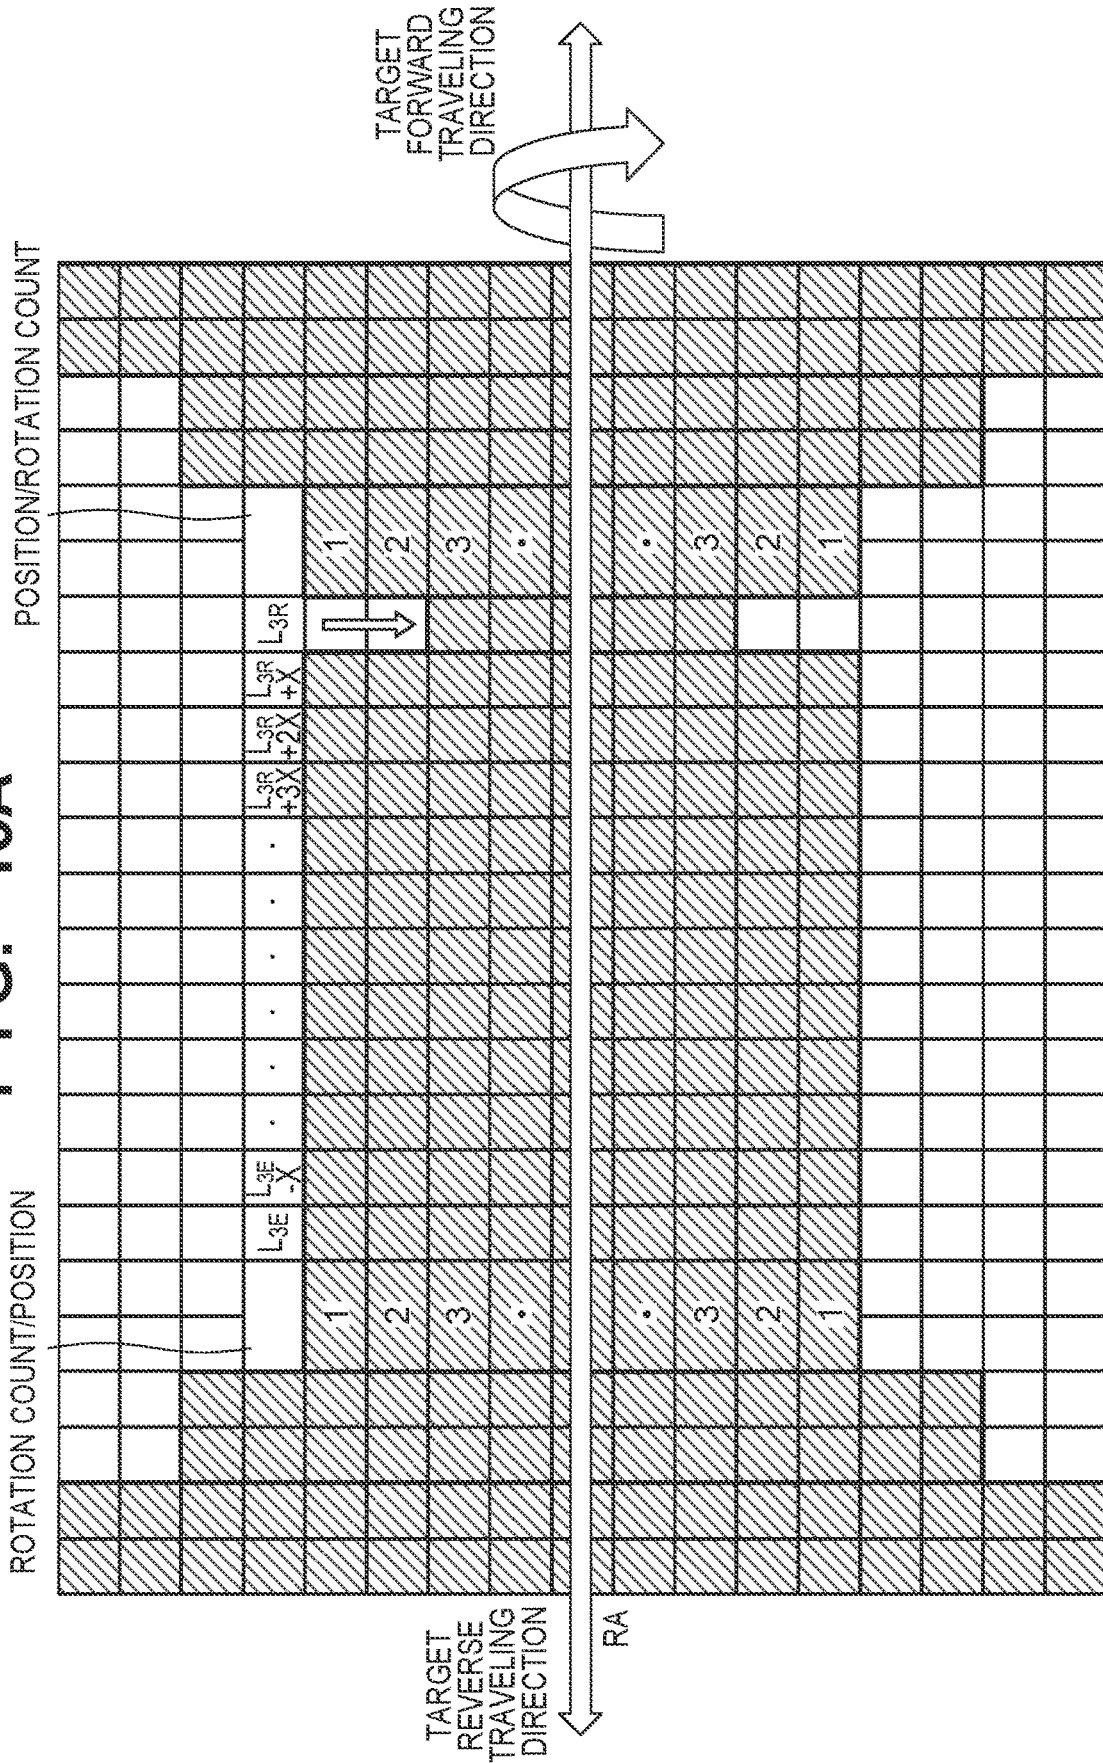 FIG.
ROTATION COUNT/POSITION
POSITION/ROTATION COUNT
L3E
L3E
-X
· · · · · ·
L3R
+3X
L3R
+2X
L3R
+X
L3R
1
1
2
2
3
3
·
·
TARGET
REVERSE
TRAVELING
DIRECTION
TARGET
FORWARD
TRAVELING
DIRECTION
RA
·
·
3
3
2
2
1
1